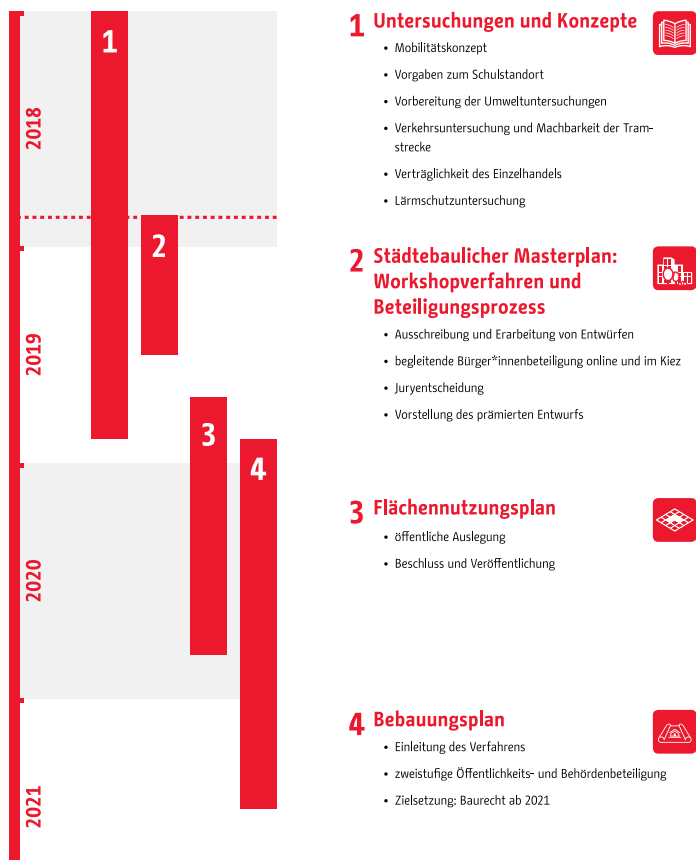 2018
2019
2020
2021
1
2
3
4
1 Untersuchungen und Konzepte
• Mobilitätskonzept
• Vorgaben zum Schulstandort
• Vorbereitung der Umweltuntersuchungen
• Verkehrsuntersuchung und Machbarkeit der Tram-
strecke
• Verträglichkeit des Einzelhandels
• Lärmschutzuntersuchung
2 Städtebaulicher Masterplan:
Workshopverfahren und
Beteiligungsprozess
• Ausschreibung und Erarbeitung von Entwürfen
• begleitende Bürger*innenbeteiligung online und im Kiez
• Juryentscheidung
• Vorstellung des prämierten Entwurfs
3 Flächennutzungsplan
• öffentliche Auslegung
• Beschluss und Veröffentlichung
4 Bebauungsplan
• Einleitung des Verfahrens
• zweistufige Öffentlichkeits- und Behördenbeteiligung
• Zielsetzung: Baurecht ab 2021